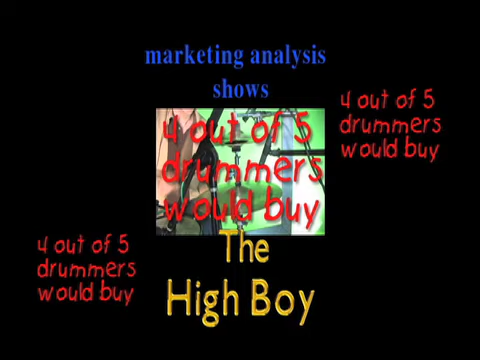 marketing analysis
shows
4 out of 5
drummers
would buy
4 out of 5
drummers
would buy
The
High Boy
4 out of 5
drummers
would buy